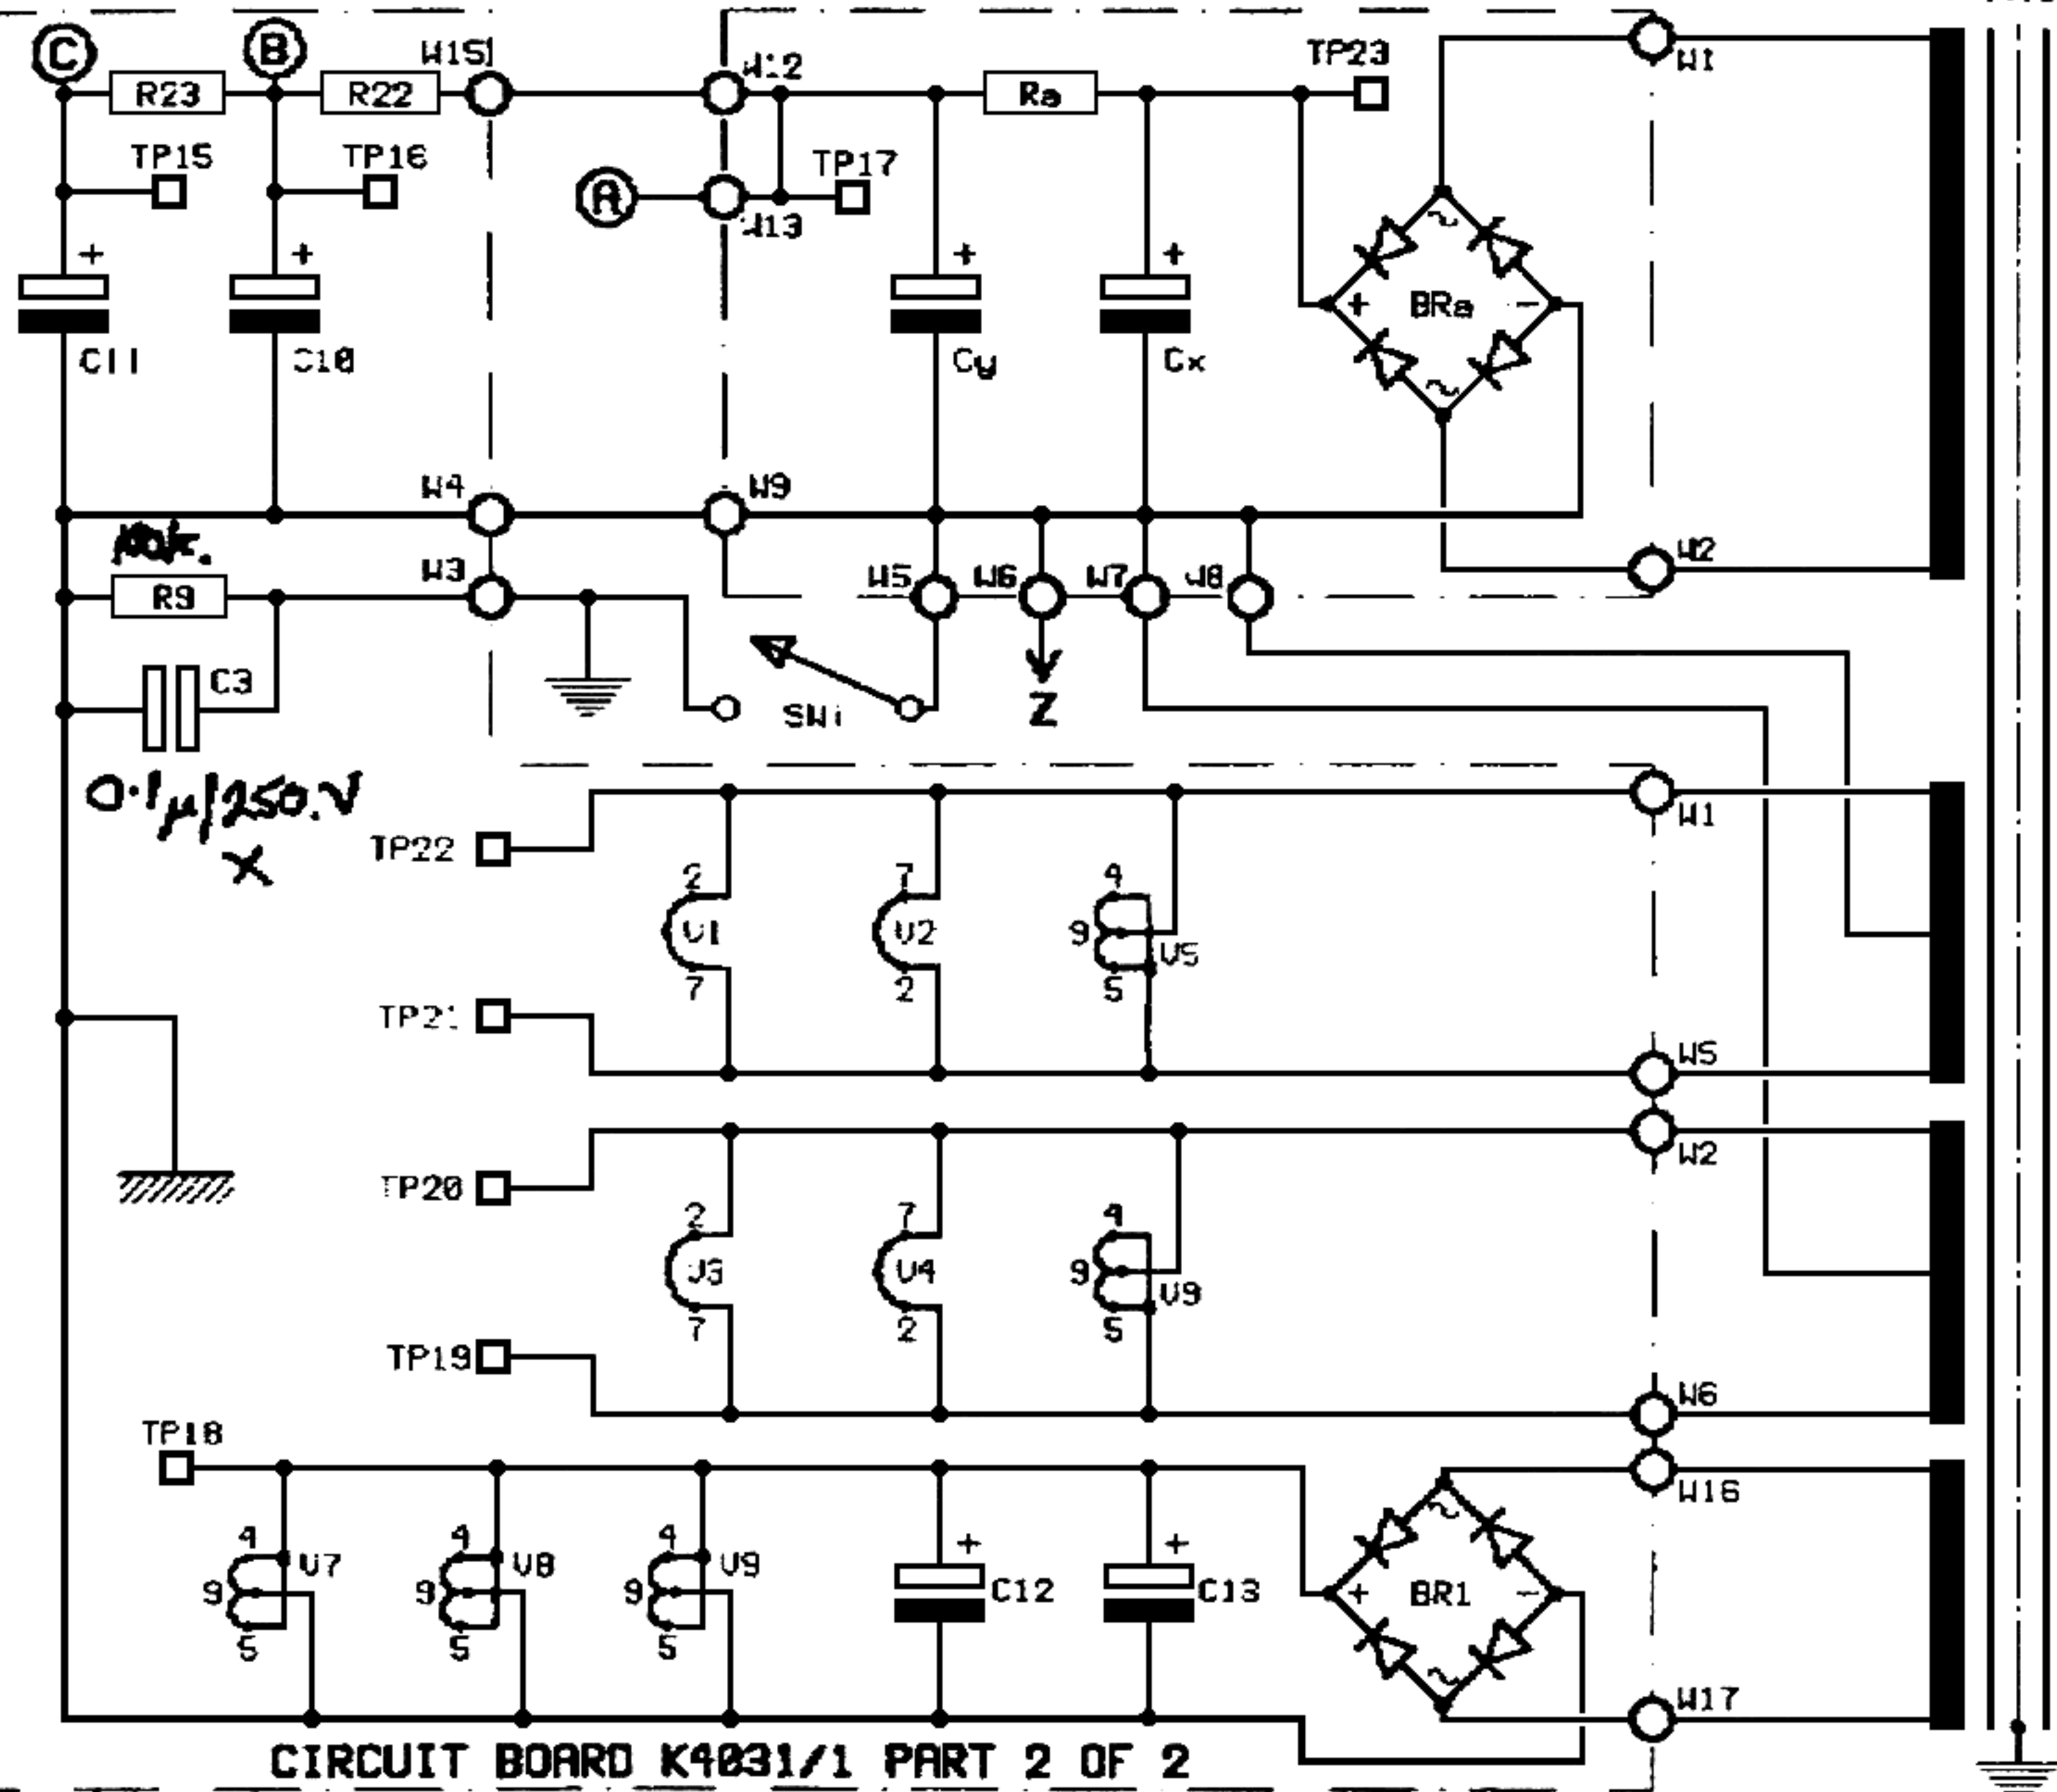 C B W15 W12 TP23 W1
R23 R22 Ra
TP15 TP16 A TP17
W13
+ + + + ~
+ BRa -
C11 C10 Cy Cx
~
W4 W9
W2
W3 W5 W6 W7 W8
R9
C3
SWi Z
0.1µ/250.V
X
W1
TP22
2 7 4
V1 V2 9 V5
7 2 5
TP21
W5
W2
TP20
2 7 4
V3 V4 9 V9
7 2 5
TP19
W6
TP18
W16
4 V7 4 V8 4 V9 + + ~
9 9 9 C12 C13 + BR1 -
5 5 5 ~
W17
CIRCUIT BOARD K4031/1 PART 2 OF 2